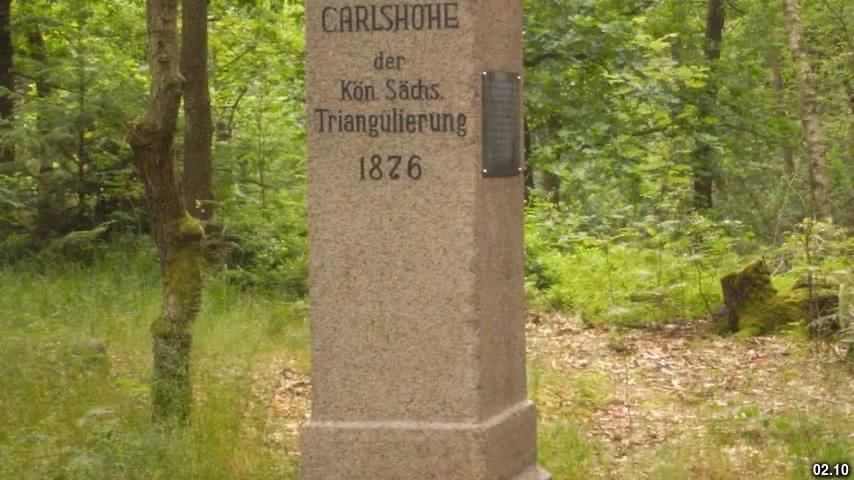 CARLSHÖHE
der
Kön. Sächs.
Triangulierung
1876
02.10